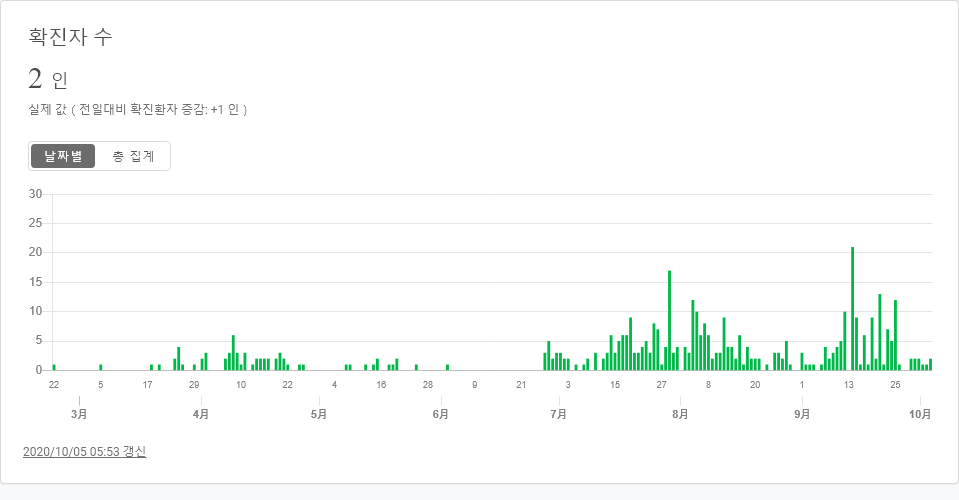 확진자 수
2 인
실제 값 ( 전일대비 확진환자 증감: +1 인 )
날짜별 총 집계
30
25
20
15
10
5
0
22 5 17 29 10 22 4 16 28 9 21 3 15 27 8 20 1 13 25
3月 4月 5月 6月 7月 8月 9月 10月
2020/10/05 05:53 갱신